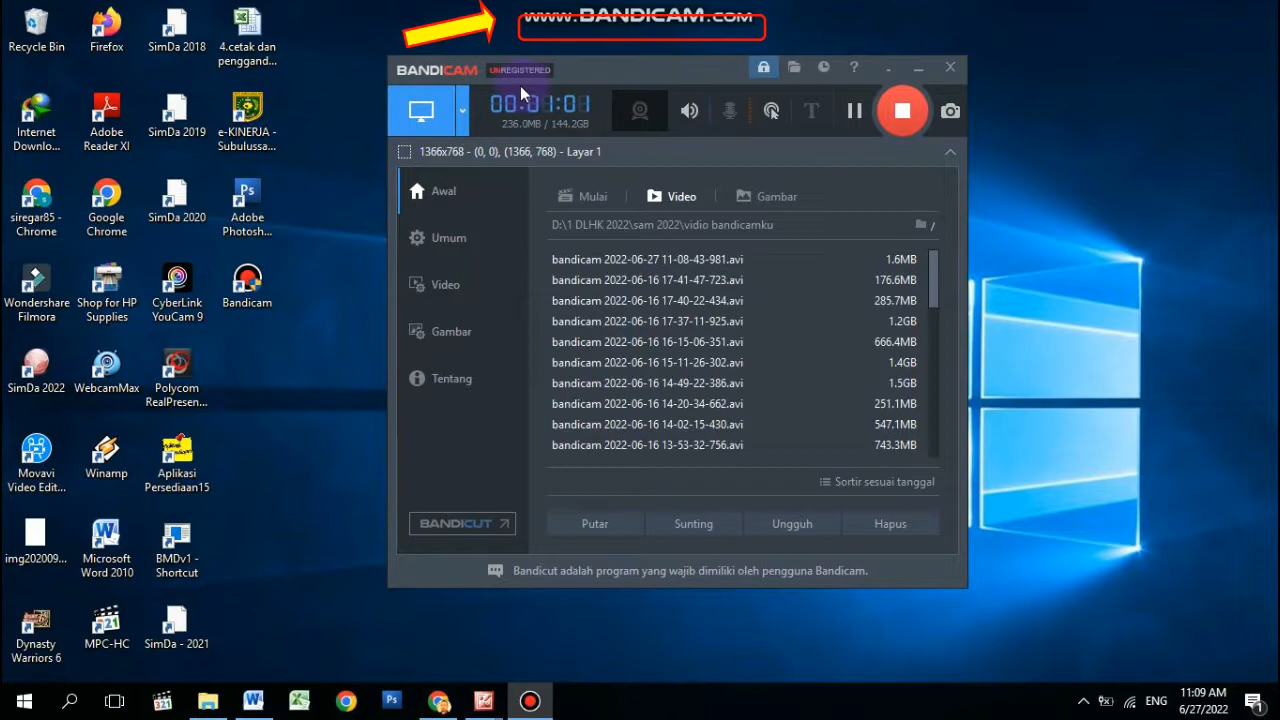 www.BANDICAM.com
Recycle Bin
Firefox
SimDa 2018
4.cetak dan
penggand...
Internet
Downlo...
Adobe
Reader XI
SimDa 2019
e-KINERJA -
Subulussa...
siregar85 -
Chrome
Google
Chrome
SimDa 2020
Adobe
Photosh...
Wondershare
Filmora
Shop for HP
Supplies
CyberLink
YouCam 9
Bandicam
SimDa 2022
WebcamMax
Polycom
RealPresen...
Movavi
Video Edit...
Winamp
Aplikasi
Persediaan15
img202009...
Microsoft
Word 2010
BMDv1 -
Shortcut
Dynasty
Warriors 6
MPC-HC
SimDa - 2021
BANDICAM UNREGISTERED
00:01:01
236.0MB / 144.2GB
1366x768 - (0, 0), (1366, 768) - Layar 1
Awal
Umum
Video
Gambar
Tentang
BANDICUT
Mulai Video Gambar
D:\1 DLHK 2022\sam 2022\vidio bandicamku
bandicam 2022-06-27 11-08-43-981.avi 1.6MB
bandicam 2022-06-16 17-41-47-723.avi 176.6MB
bandicam 2022-06-16 17-40-22-434.avi 285.7MB
bandicam 2022-06-16 17-37-11-925.avi 1.2GB
bandicam 2022-06-16 16-15-06-351.avi 666.4MB
bandicam 2022-06-16 15-11-26-302.avi 1.4GB
bandicam 2022-06-16 14-49-22-386.avi 1.5GB
bandicam 2022-06-16 14-20-34-662.avi 251.1MB
bandicam 2022-06-16 14-02-15-430.avi 547.1MB
bandicam 2022-06-16 13-53-32-756.avi 743.3MB
Sortir sesuai tanggal
Putar Sunting Ungguh Hapus
Bandicut adalah program yang wajib dimiliki oleh pengguna Bandicam.
ENG
11:09 AM
6/27/2022